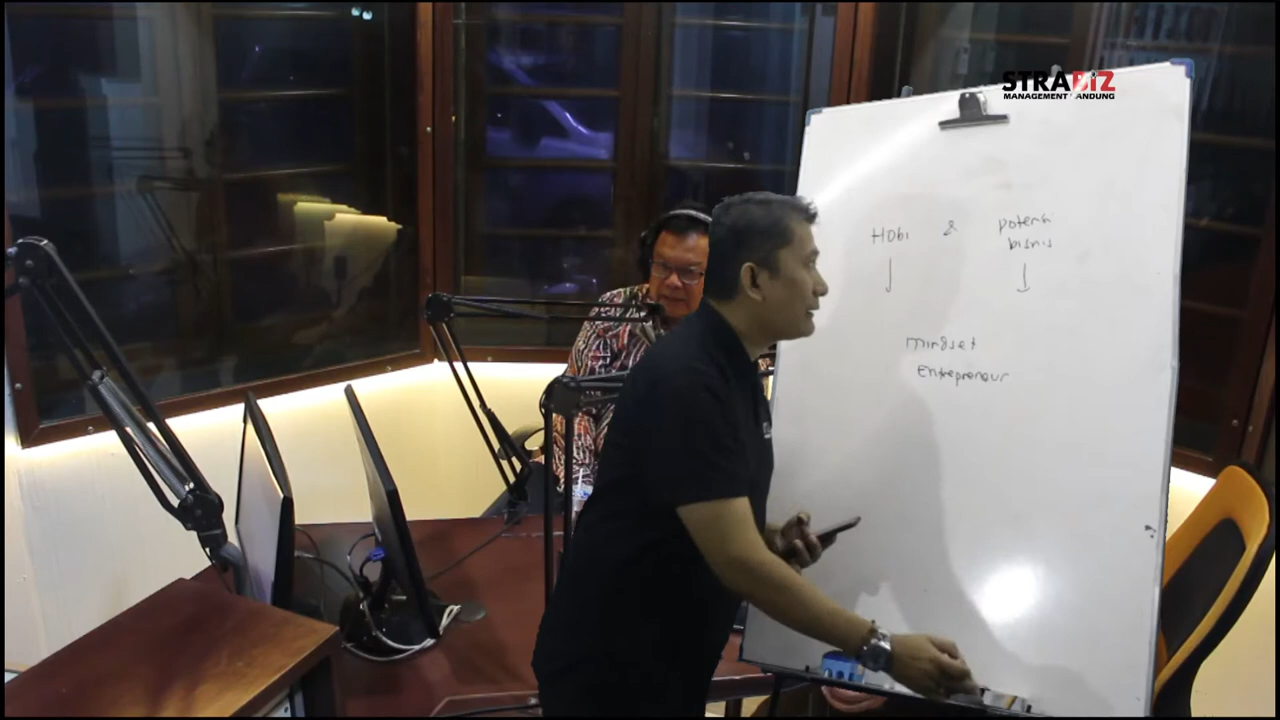 STRABIZ
MANAGEMENT BANDUNG
Hobi & Potensi
bisnis
mindset
Entrepreneur